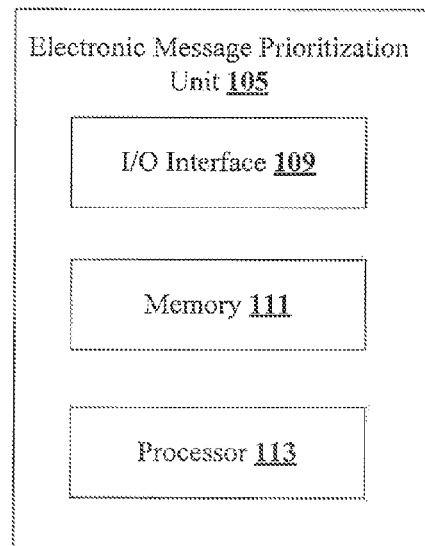 Electronic Message Prioritization
Unit 105
I/O Interface 109
Memory 111
Processor 113